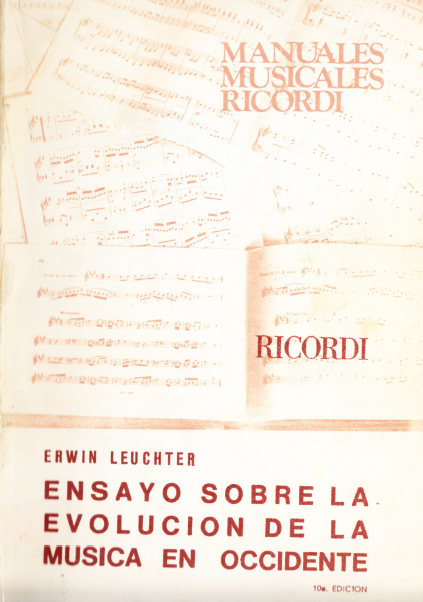 MANUALES
MUSICALES
RICORDI
RICORDI
ERWIN LEUCHTER
ENSAYO SOBRE LA
EVOLUCION DE LA
MUSICA EN OCCIDENTE
10a. EDICION